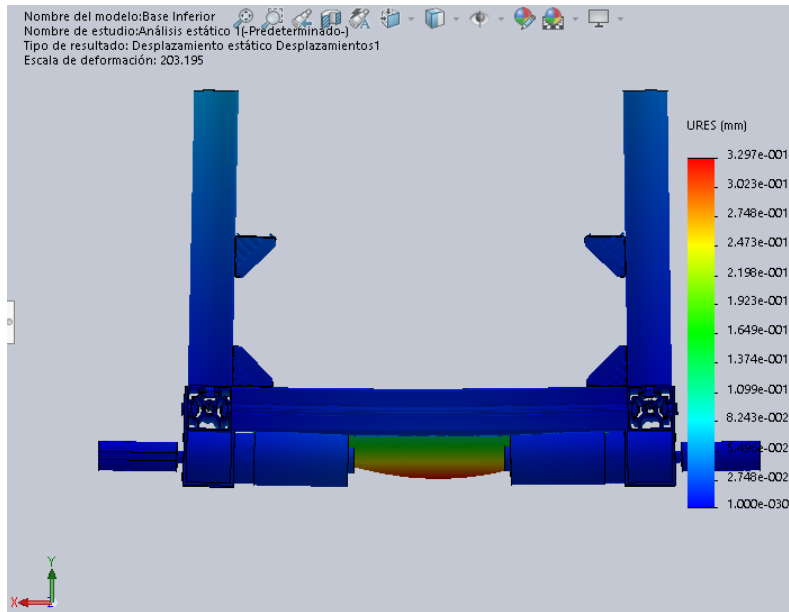 Nombre del modelo:Base Inferior
Nombre de estudio:Análisis estático 1(-Predeterminado-)
Tipo de resultado: Desplazamiento estático Desplazamientos1
Escala de deformación: 203.195
URES (mm)
3.297e-001
3.023e-001
2.748e-001
2.473e-001
2.198e-001
1.923e-001
1.649e-001
1.374e-001
1.099e-001
8.243e-002
5.496e-002
2.748e-002
1.000e-030
Y
X
Z